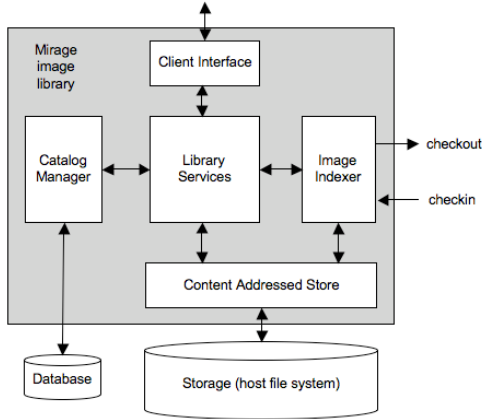 Mirage
image
library
Client Interface
Catalog
Manager
Library
Services
Image
Indexer
checkout
checkin
Content Addressed Store
Database
Storage (host file system)